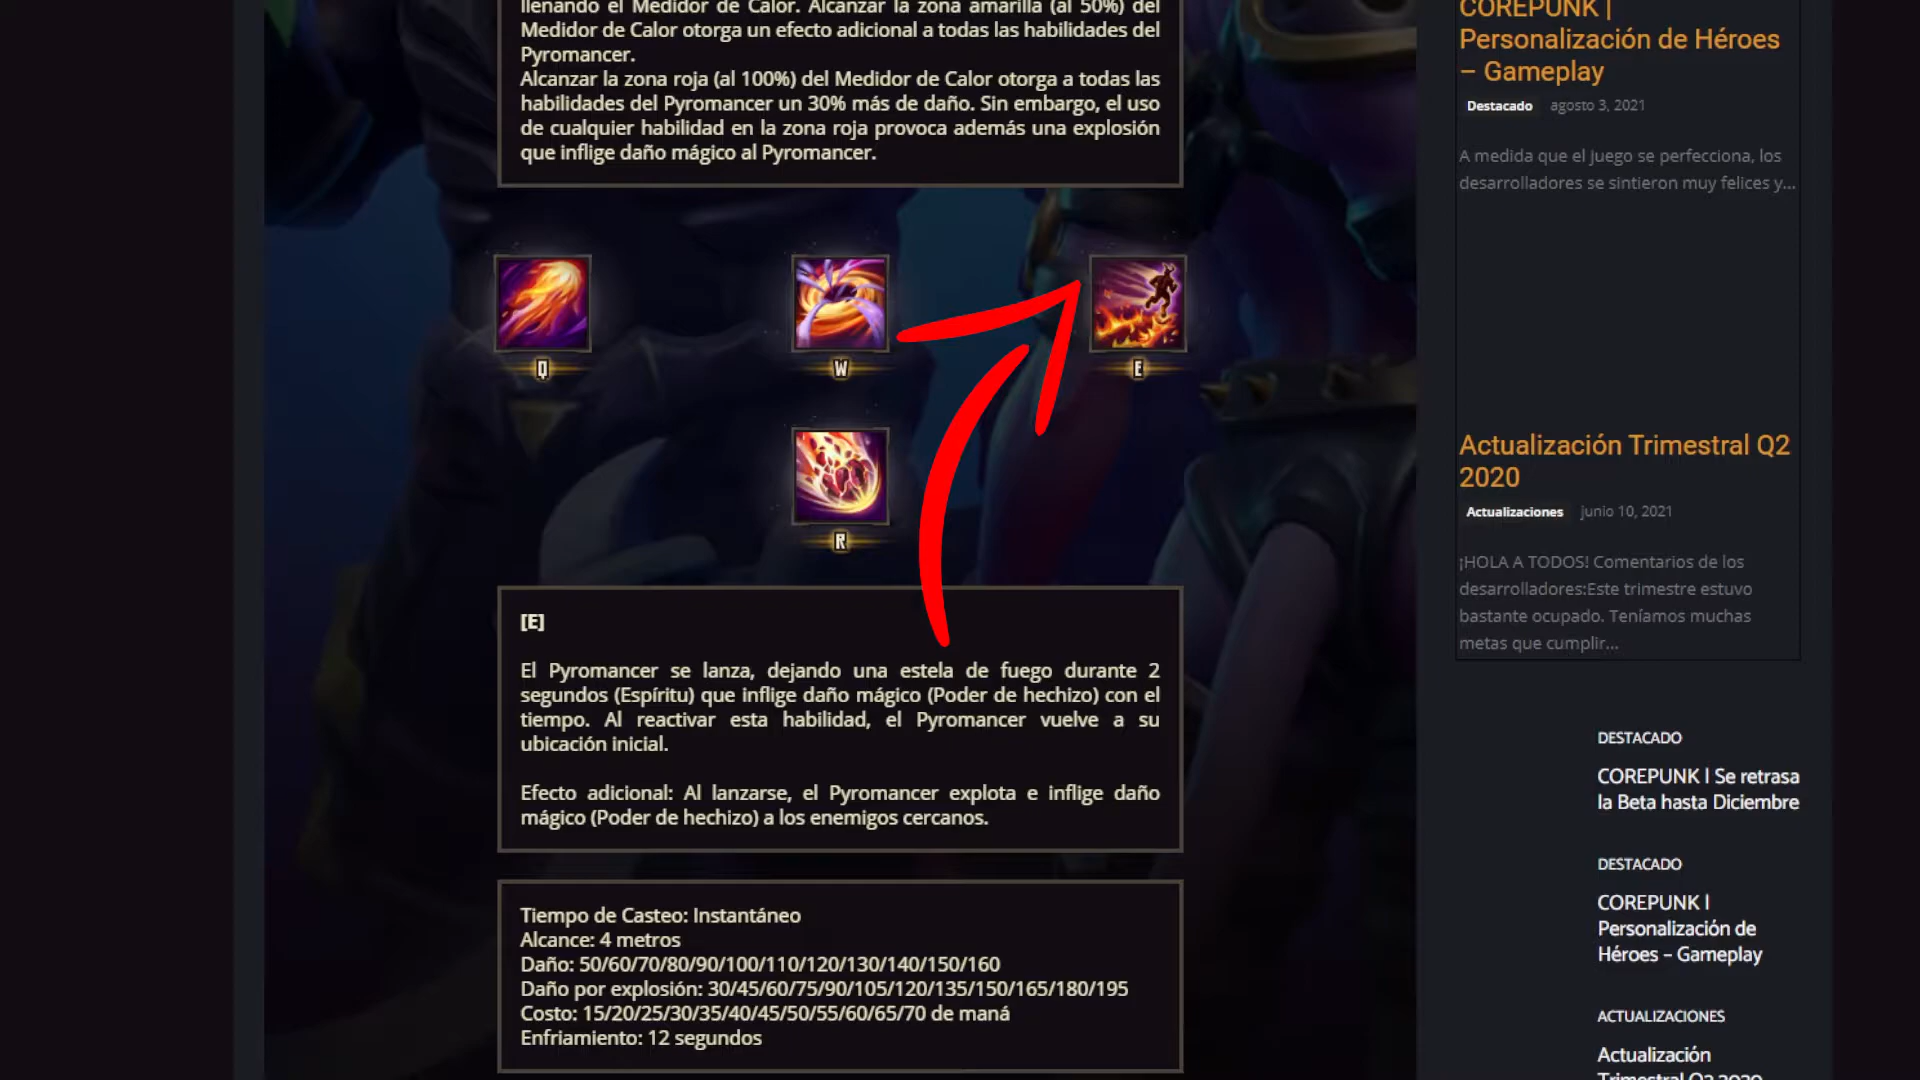 llenando el Medidor de Calor. Alcanzar la zona amarilla (al 50%) del
Medidor de Calor otorga un efecto adicional a todas las habilidades del
Pyromancer.
Alcanzar la zona roja (al 100%) del Medidor de Calor otorga a todas las
habilidades del Pyromancer un 30% más de daño. Sin embargo, el uso
de cualquier habilidad en la zona roja provoca además una explosión
que inflige daño mágico al Pyromancer.
Q
W
E
R
[E]
El Pyromancer se lanza, dejando una estela de fuego durante 2
segundos (Espíritu) que inflige daño mágico (Poder de hechizo) con el
tiempo. Al reactivar esta habilidad, el Pyromancer vuelve a su
ubicación inicial.
Efecto adicional: Al lanzarse, el Pyromancer explota e inflige daño
mágico (Poder de hechizo) a los enemigos cercanos.
Tiempo de Casteo: Instantáneo
Alcance: 4 metros
Daño: 50/60/70/80/90/100/110/120/130/140/150/160
Daño por explosión: 30/45/60/75/90/105/120/135/150/165/180/195
Costo: 15/20/25/30/35/40/45/50/55/60/65/70 de maná
Enfriamiento: 12 segundos
COREPUNK |
Personalización de Héroes
– Gameplay
Destacado agosto 3, 2021
A medida que el juego se perfecciona, los
desarrolladores se sintieron muy felices y...
Actualización Trimestral Q2
2020
Actualizaciones junio 10, 2021
¡HOLA A TODOS! Comentarios de los
desarrolladores:Este trimestre estuvo
bastante ocupado. Teníamos muchas
metas que cumplir...
DESTACADO
COREPUNK | Se retrasa
la Beta hasta Diciembre
DESTACADO
COREPUNK |
Personalización de
Héroes – Gameplay
ACTUALIZACIONES
Actualización
Trimestral Q2 2020